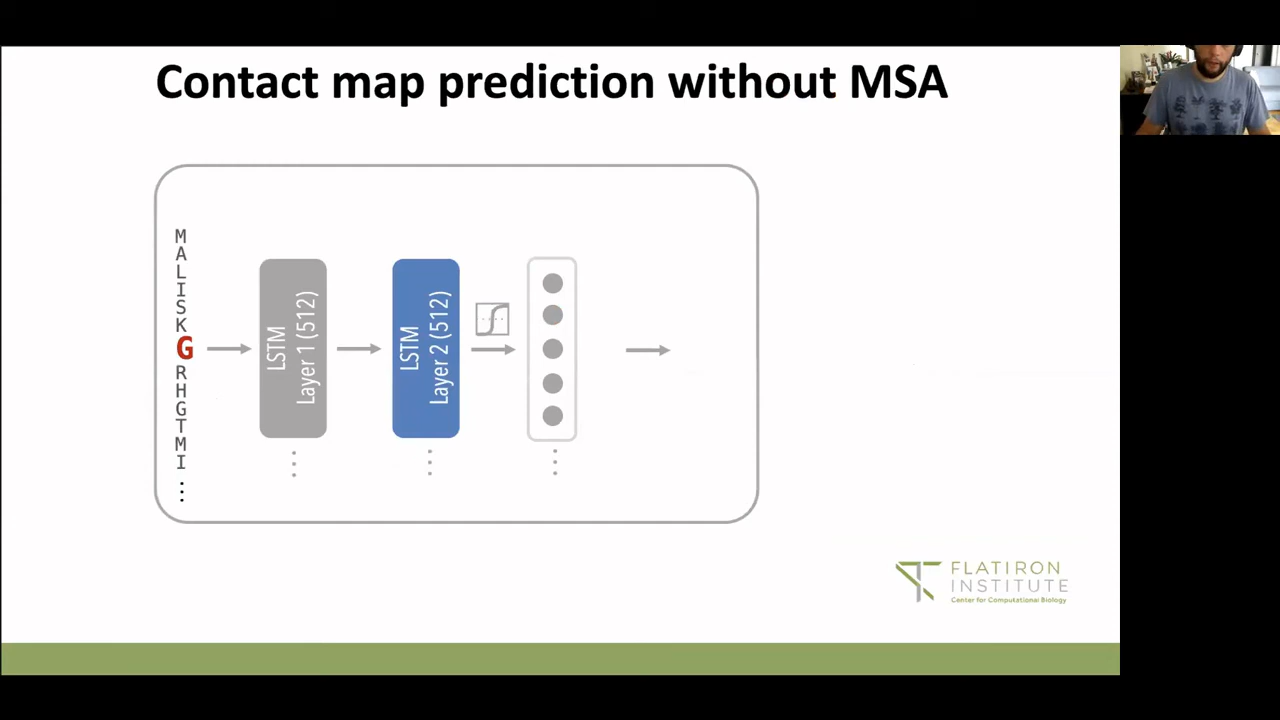 Contact map prediction without MSA
M
A
L
I
S
K
G
R
H
G
T
M
I
LSTM
Layer 1 (512)
LSTM
Layer 2 (512)
FLATIRON
INSTITUTE
Center for Computational Biology